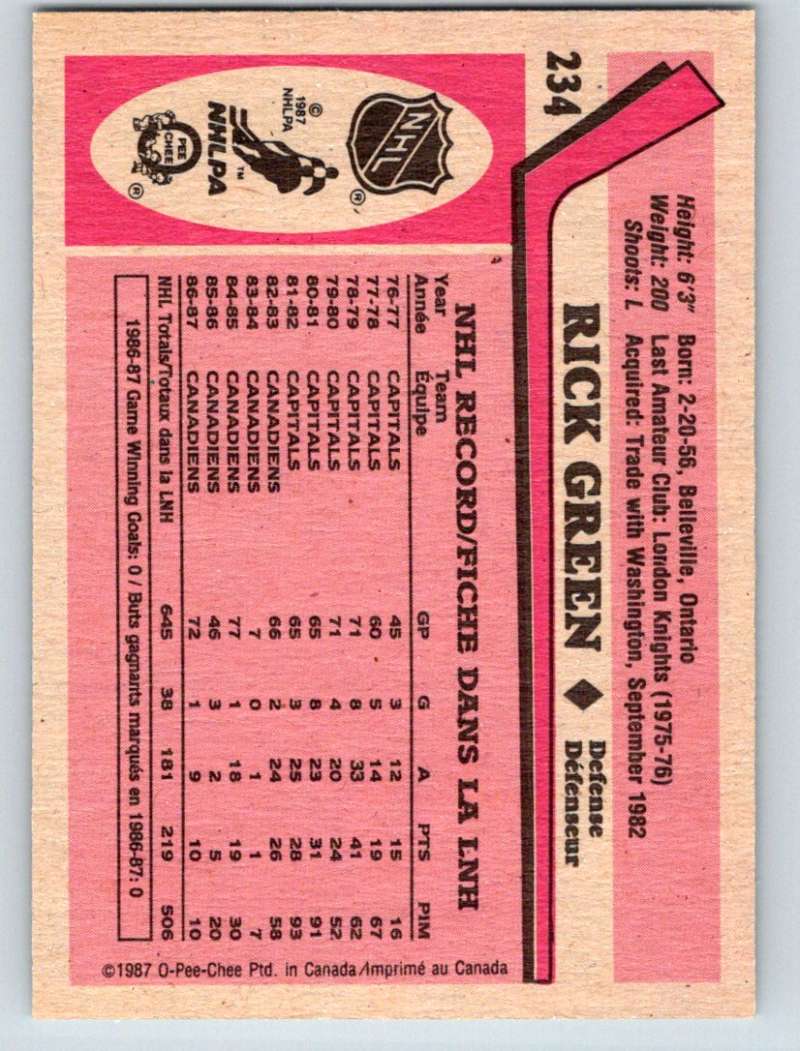 234
Height: 6'3" Born: 2-20-56, Belleville, Ontario
Weight: 200 Last Amateur Club: London Knights (1975-76)
Shoots: L Acquired: Trade with Washington, September 1982
RICK GREEN ◆ Defense
Défenseur
NHL
®
© 1987 NHLPA
™
NHLPA
O PEE CHEE
®
NHL RECORD/FICHE DANS LA LNH
Year Team GP G A PTS PIM
Année Équipe
76-77 CAPITALS 45 3 12 15 16
77-78 CAPITALS 60 5 14 19 67
78-79 CAPITALS 71 8 33 41 62
79-80 CAPITALS 71 4 20 24 52
80-81 CAPITALS 65 8 23 31 91
81-82 CAPITALS 65 3 25 28 93
82-83 CANADIENS 66 2 24 26 58
83-84 CANADIENS 7 0 1 1 7
84-85 CANADIENS 77 1 18 19 30
85-86 CANADIENS 46 3 2 5 20
86-87 CANADIENS 72 1 9 10 10
NHL Totals/Totaux dans la LNH 645 38 181 219 506
1986-87 Game Winning Goals: 0 / Buts gagnants marqués en 1986-87: 0
©1987 O-Pee-Chee Ptd. in Canada/Imprimé au Canada